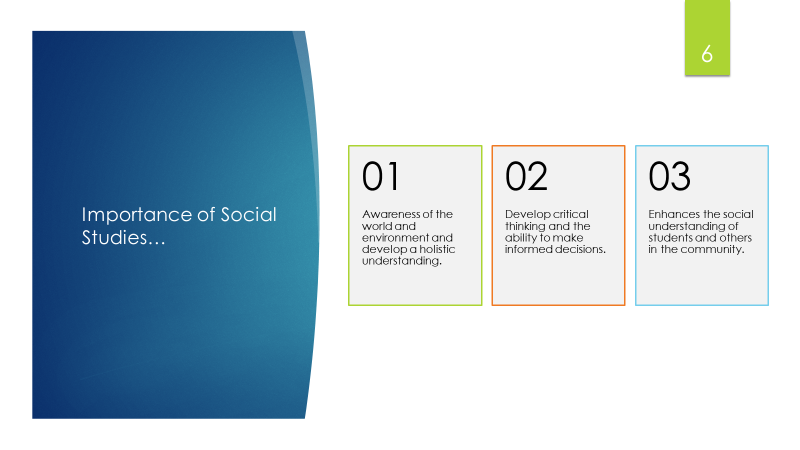 6
Importance of Social
Studies...
01
Awareness of the
world and
environment and
develop a holistic
understanding.
02
Develop critical
thinking and the
ability to make
informed decisions.
03
Enhances the social
understanding of
students and others
in the community.